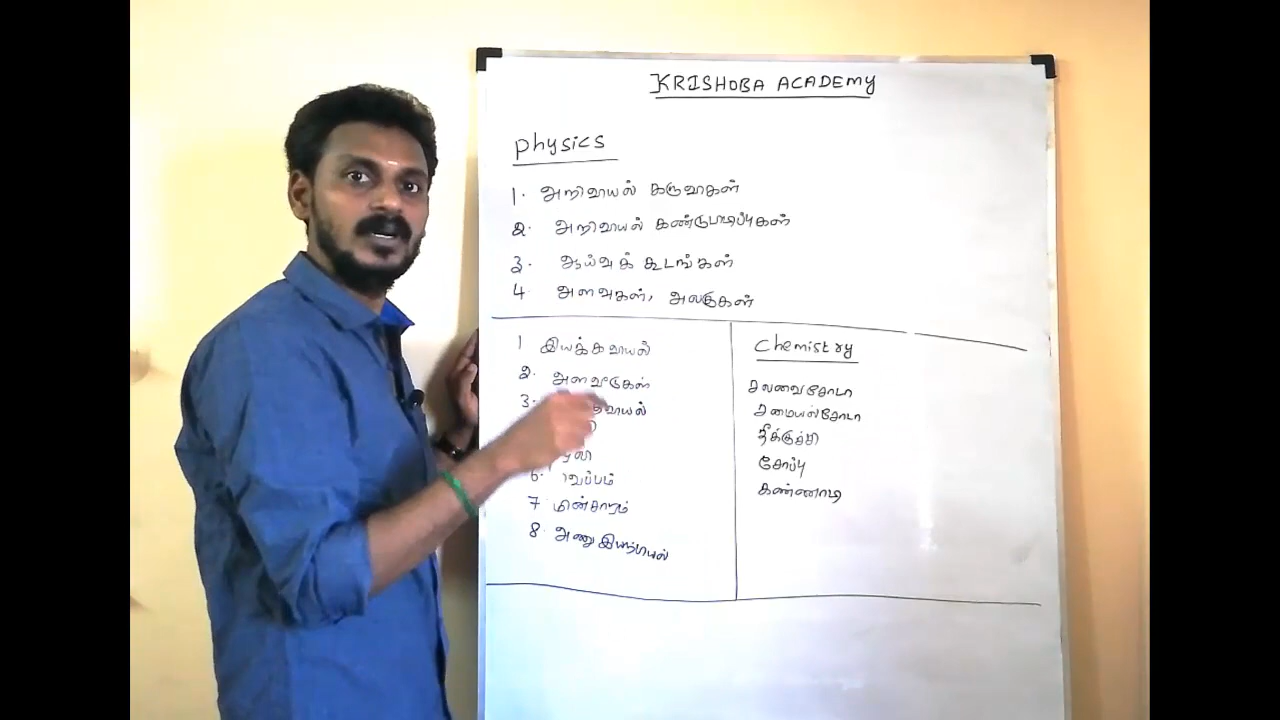 KRISHOBA ACADEMY
Physics
1. அறிவியல் கருவிகள்
2. அறிவியல் கண்டுபிடிப்புகள்
3. ஆய்வுக் கூடங்கள்
4 அளவுகள், அலகுகள்
1 இயக்கவியல்
2. அளவீடுகள்
3.
6. வெப்பம்
7 மின்சாரம்
8. அணு இயற்பியல்
Chemistry
சலவைசோடா
சமையல்சோடா
தீக்குச்சி
சோப்பு
கண்ணாடி